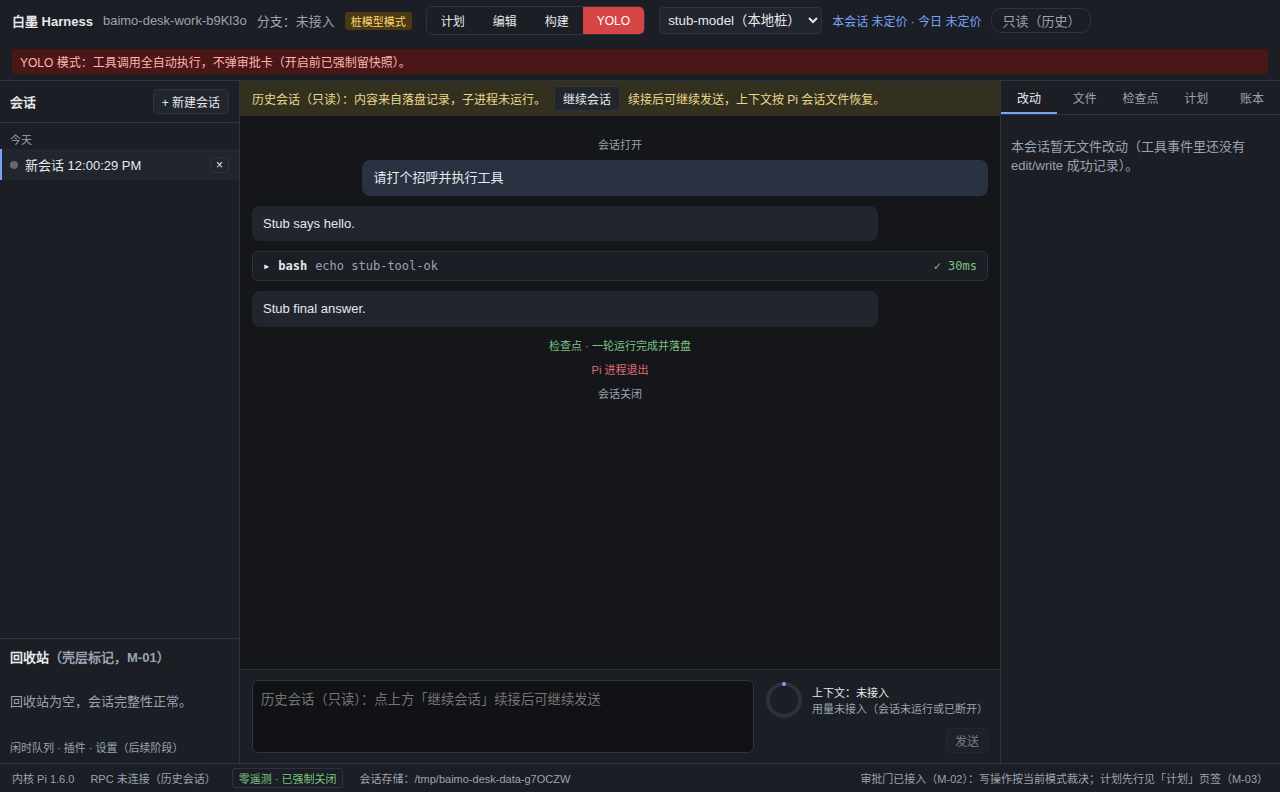 白墨 Harness baimo-desk-work-b9Kl3o 分支：未接入 桩模型模式 计划 编辑 构建 YOLO stub-model（本地桩） 本会话 未定价 · 今日 未定价 只读（历史）
YOLO 模式：工具调用全自动执行，不弹审批卡（开启前已强制留快照）。
会话 + 新建会话
今天
新会话 12:00:29 PM ×
回收站（壳层标记，M-01）
回收站为空，会话完整性正常。
闲时队列 · 插件 · 设置（后续阶段）
历史会话（只读）：内容来自落盘记录，子进程未运行。 继续会话 续接后可继续发送，上下文按 Pi 会话文件恢复。
会话打开
请打个招呼并执行工具
Stub says hello.
▸ bash echo stub-tool-ok ✓ 30ms
Stub final answer.
检查点 · 一轮运行完成并落盘
Pi 进程退出
会话关闭
历史会话（只读）：点上方「继续会话」续接后可继续发送
上下文：未接入
用量未接入（会话未运行或已断开）
发送
改动 文件 检查点 计划 账本
本会话暂无文件改动（工具事件里还没有
edit/write 成功记录）。
内核 Pi 1.6.0 RPC 未连接（历史会话） 零遥测 · 已强制关闭 会话存储：/tmp/baimo-desk-data-g7OCZW 审批门已接入（M-02）：写操作按当前模式裁决；计划先行见「计划」页签（M-03）